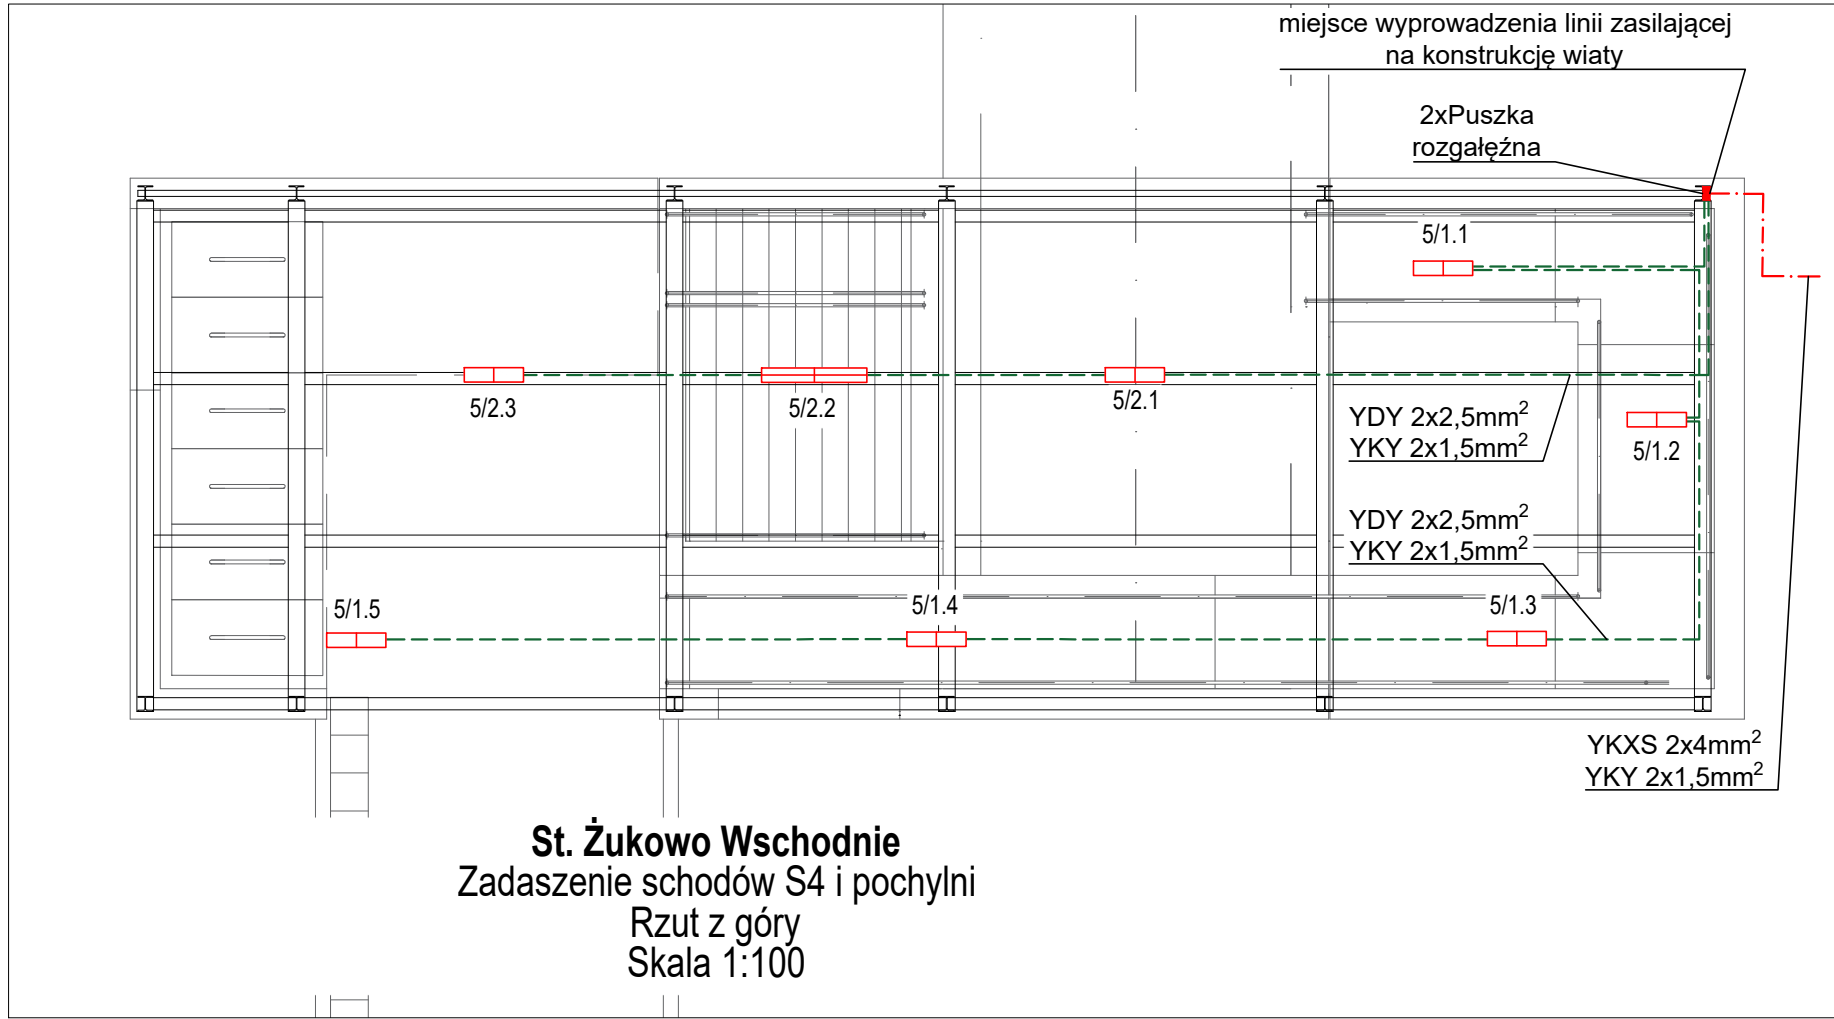 miejsce wyprowadzenia linii zasilającej
na konstrukcję wiaty
2xPuszka
rozgałęźna
5/1.1
5/2.3
5/2.2
5/2.1
YDY 2x2,5mm²
YKY 2x1,5mm²
5/1.2
YDY 2x2,5mm²
YKY 2x1,5mm²
5/1.5
5/1.4
5/1.3
YKXS 2x4mm²
YKY 2x1,5mm²
St. Żukowo Wschodnie
Zadaszenie schodów S4 i pochylni
Rzut z góry
Skala 1:100